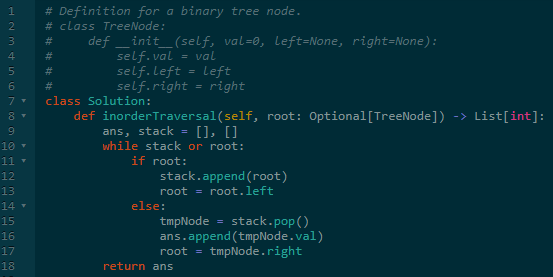 1 # Definition for a binary tree node.
2 # class TreeNode:
3 #     def __init__(self, val=0, left=None, right=None):
4 #         self.val = val
5 #         self.left = left
6 #         self.right = right
7 class Solution:
8     def inorderTraversal(self, root: Optional[TreeNode]) -> List[int]:
9         ans, stack = [], []
10         while stack or root:
11             if root:
12                 stack.append(root)
13                 root = root.left
14             else:
15                 tmpNode = stack.pop()
16                 ans.append(tmpNode.val)
17                 root = tmpNode.right
18         return ans